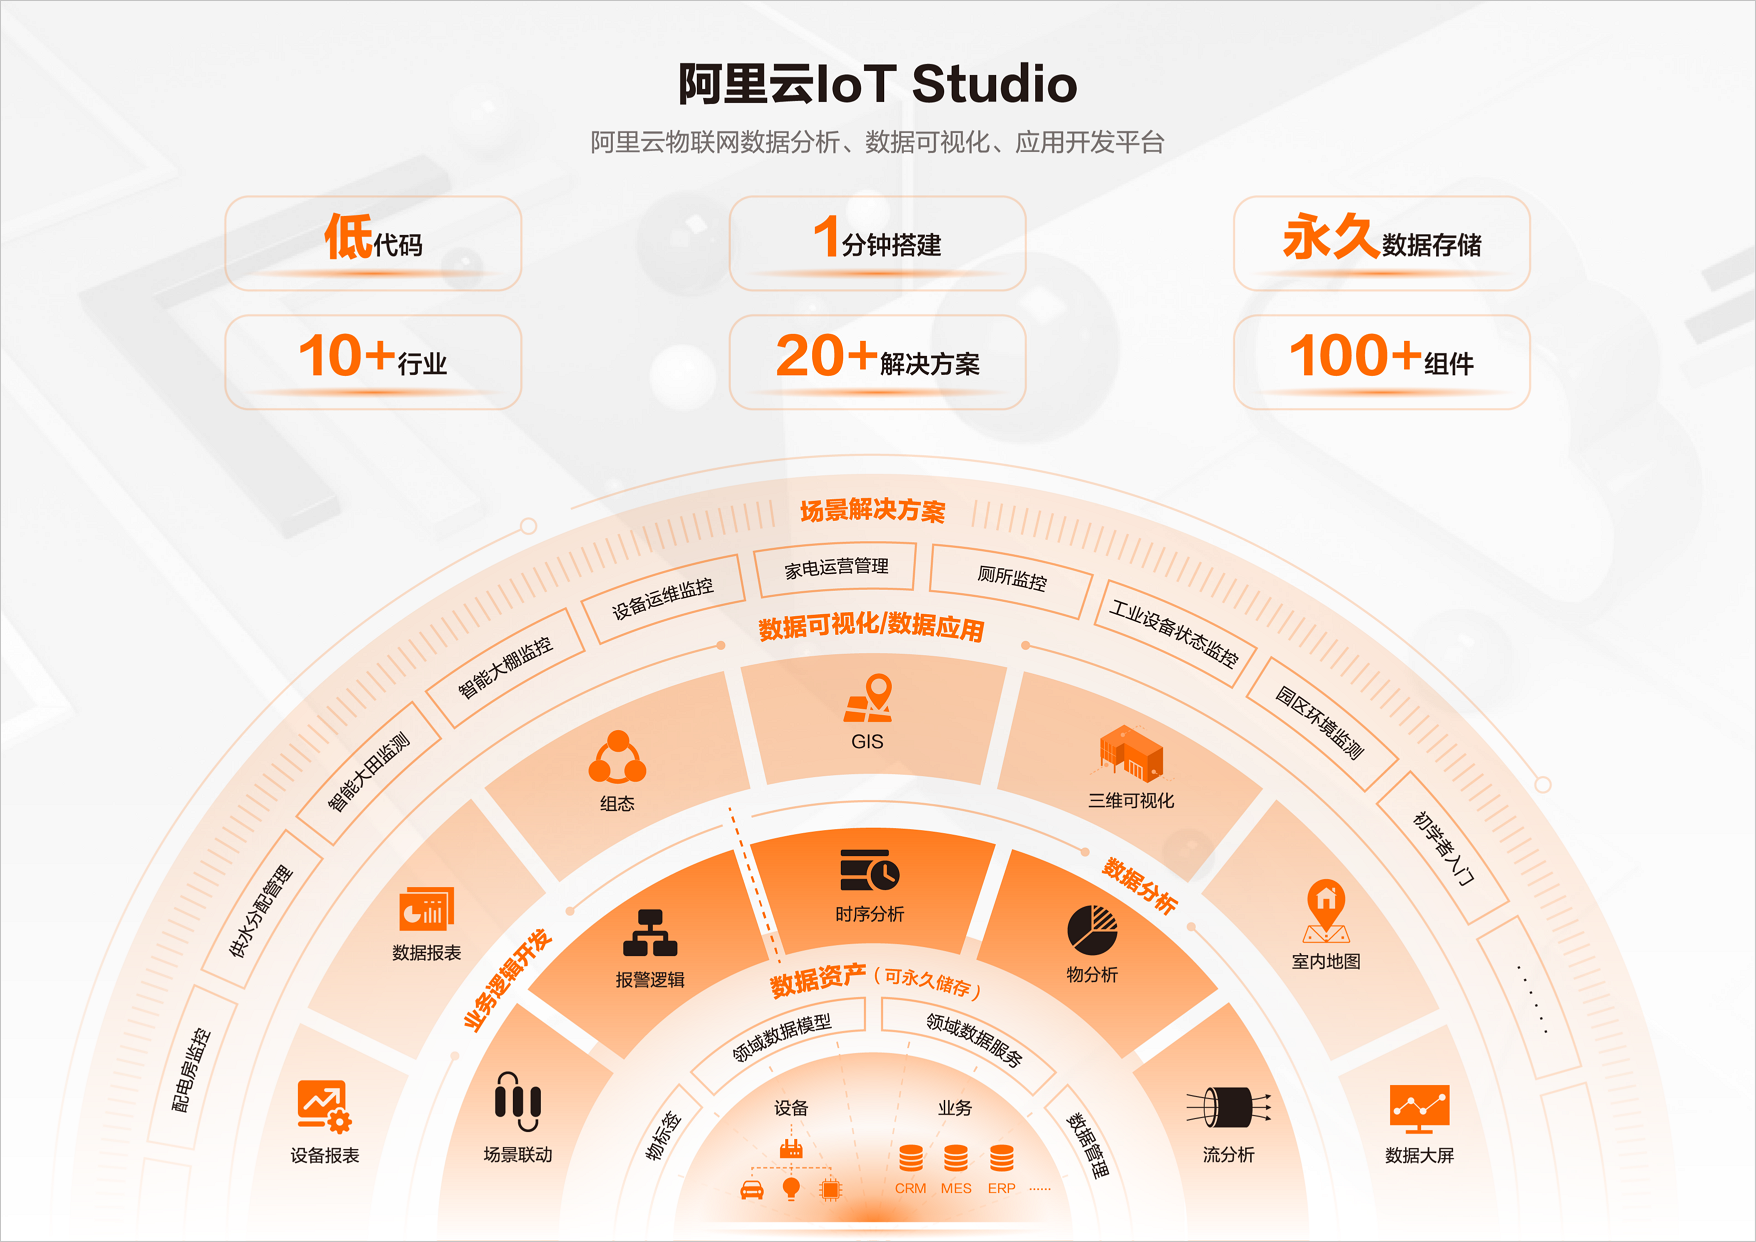 阿里云IoT Studio
阿里云物联网数据分析、数据可视化、应用开发平台
低代码
1分钟搭建
永久数据存储
10+行业
20+解决方案
100+组件
场景解决方案
配电房监控
供水分配管理
智能大田监测
智能大棚监控
设备运维监控
家电运营管理
厕所监控
工业设备状态监控
园区环境监测
初学者入门
......
数据可视化/数据应用
设备报表
数据报表
组态
GIS
三维可视化
室内地图
数据大屏
业务逻辑开发
数据分析
场景联动
报警逻辑
时序分析
物分析
流分析
数据资产(可永久储存)
物标签
领域数据模型
领域数据服务
数据管理
设备
业务
CRM
MES
ERP
......